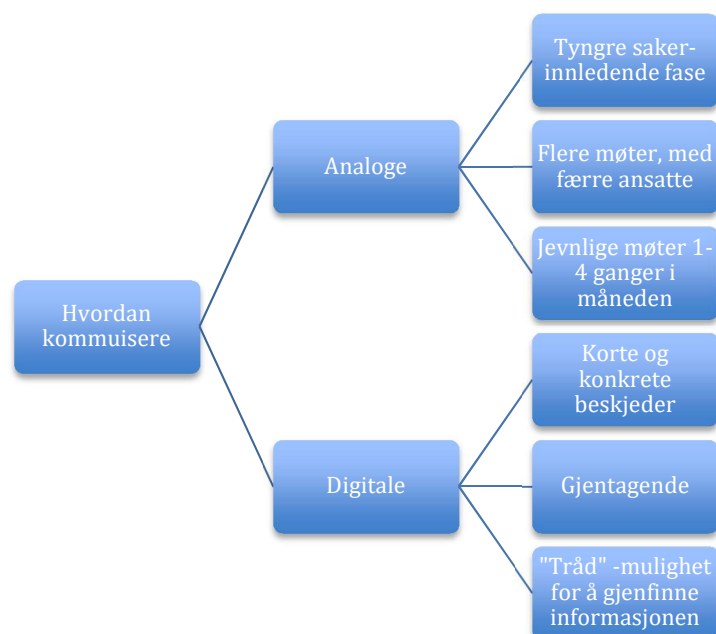 Hvordan
kommuisere
Analoge
Tyngre saker-
innledende fase
Flere møter, med
færre ansatte
Jevnlige møter 1-
4 ganger i
måneden
Digitale
Korte og
konkrete
beskjeder
Gjentagende
"Tråd" -mulighet
for å gjenfinne
informasjonen